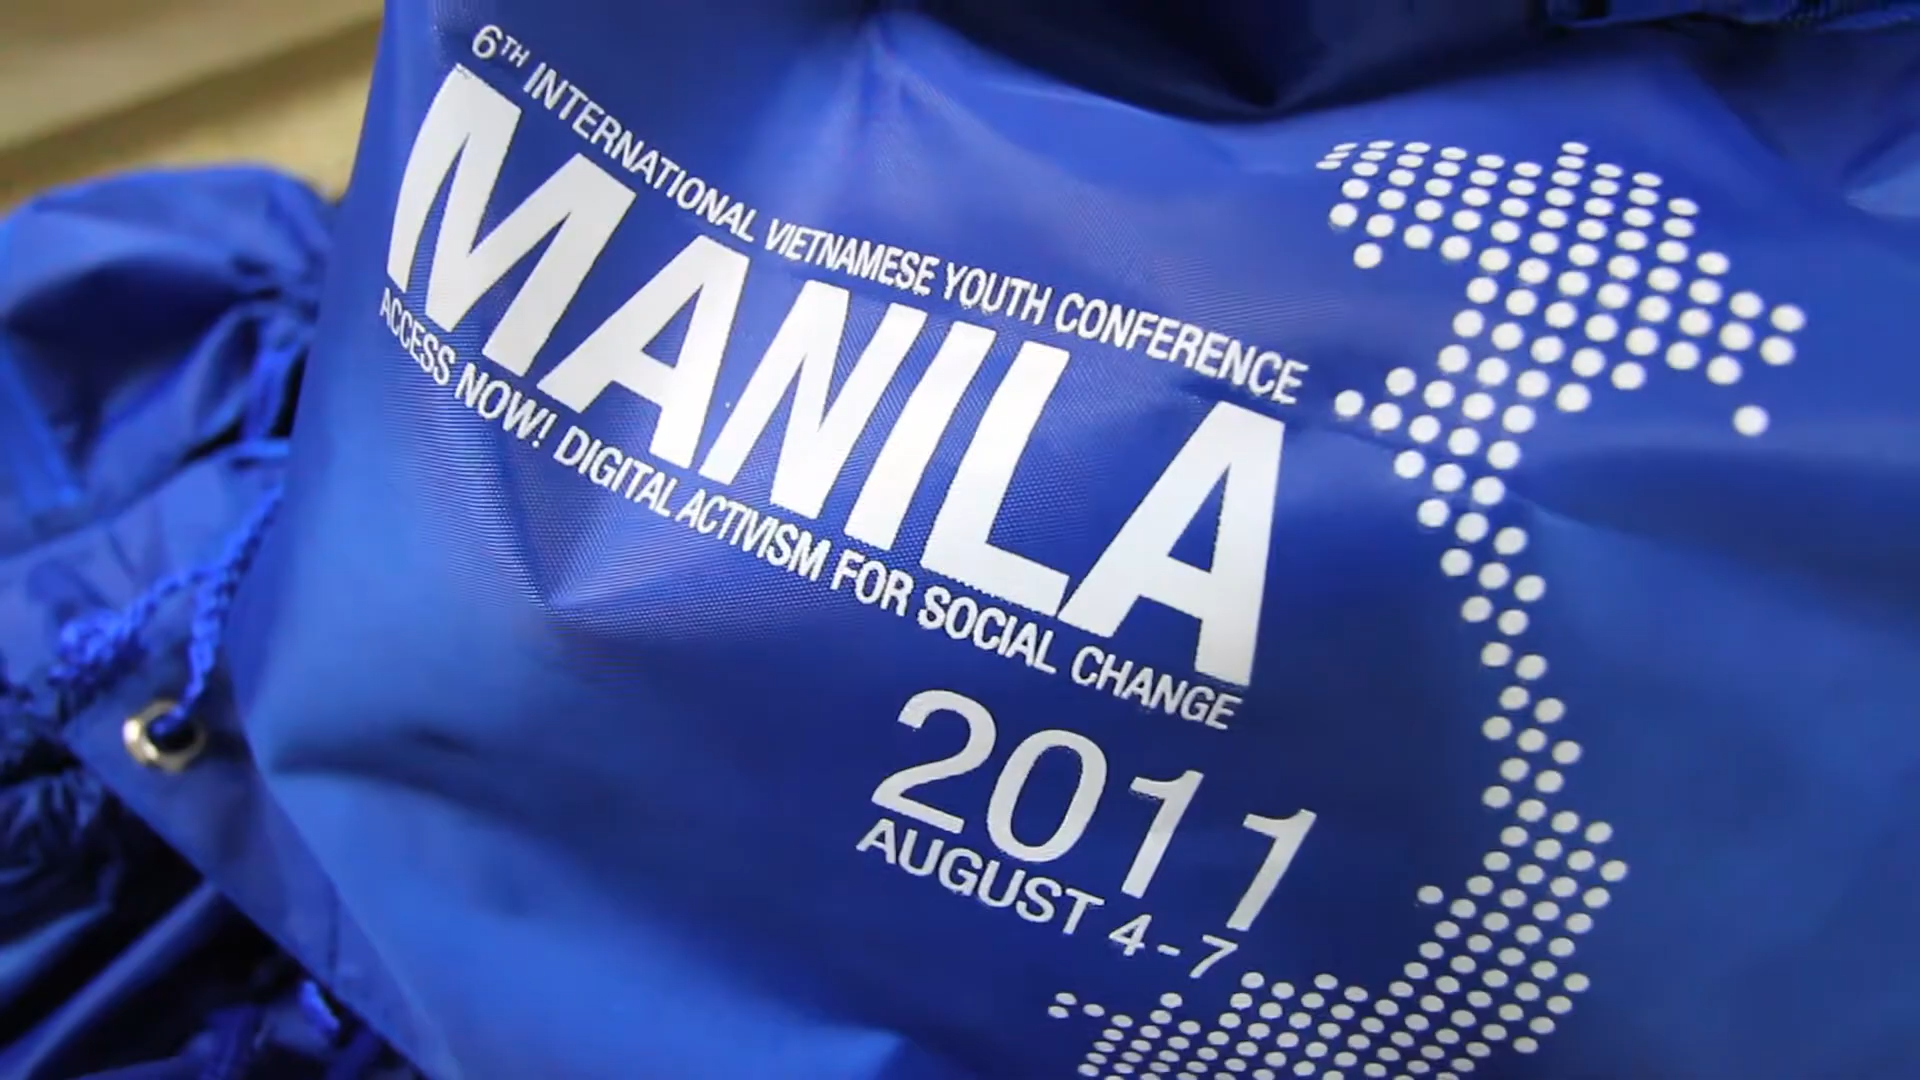 6TH INTERNATIONAL VIETNAMESE YOUTH CONFERENCE
MANILA
ACCESS NOW! DIGITAL ACTIVISM FOR SOCIAL CHANGE
2011
AUGUST 4-7